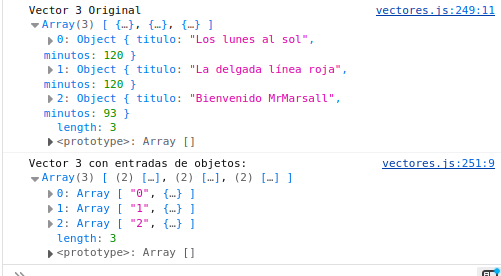 Vector 3 Original vectores.js:249:11
Array(3) [ {…}, {…}, {…} ]
0: Object { titulo: "Los lunes al sol",
minutos: 120 }
1: Object { titulo: "La delgada línea roja",
minutos: 120 }
2: Object { titulo: "Bienvenido MrMarsall",
minutos: 93 }
length: 3
<prototype>: Array []
Vector 3 con entradas de objetos: vectores.js:251:9
Array(3) [ (2) […], (2) […], (2) […] ]
0: Array [ "0", {…} ]
1: Array [ "1", {…} ]
2: Array [ "2", {…} ]
length: 3
<prototype>: Array []